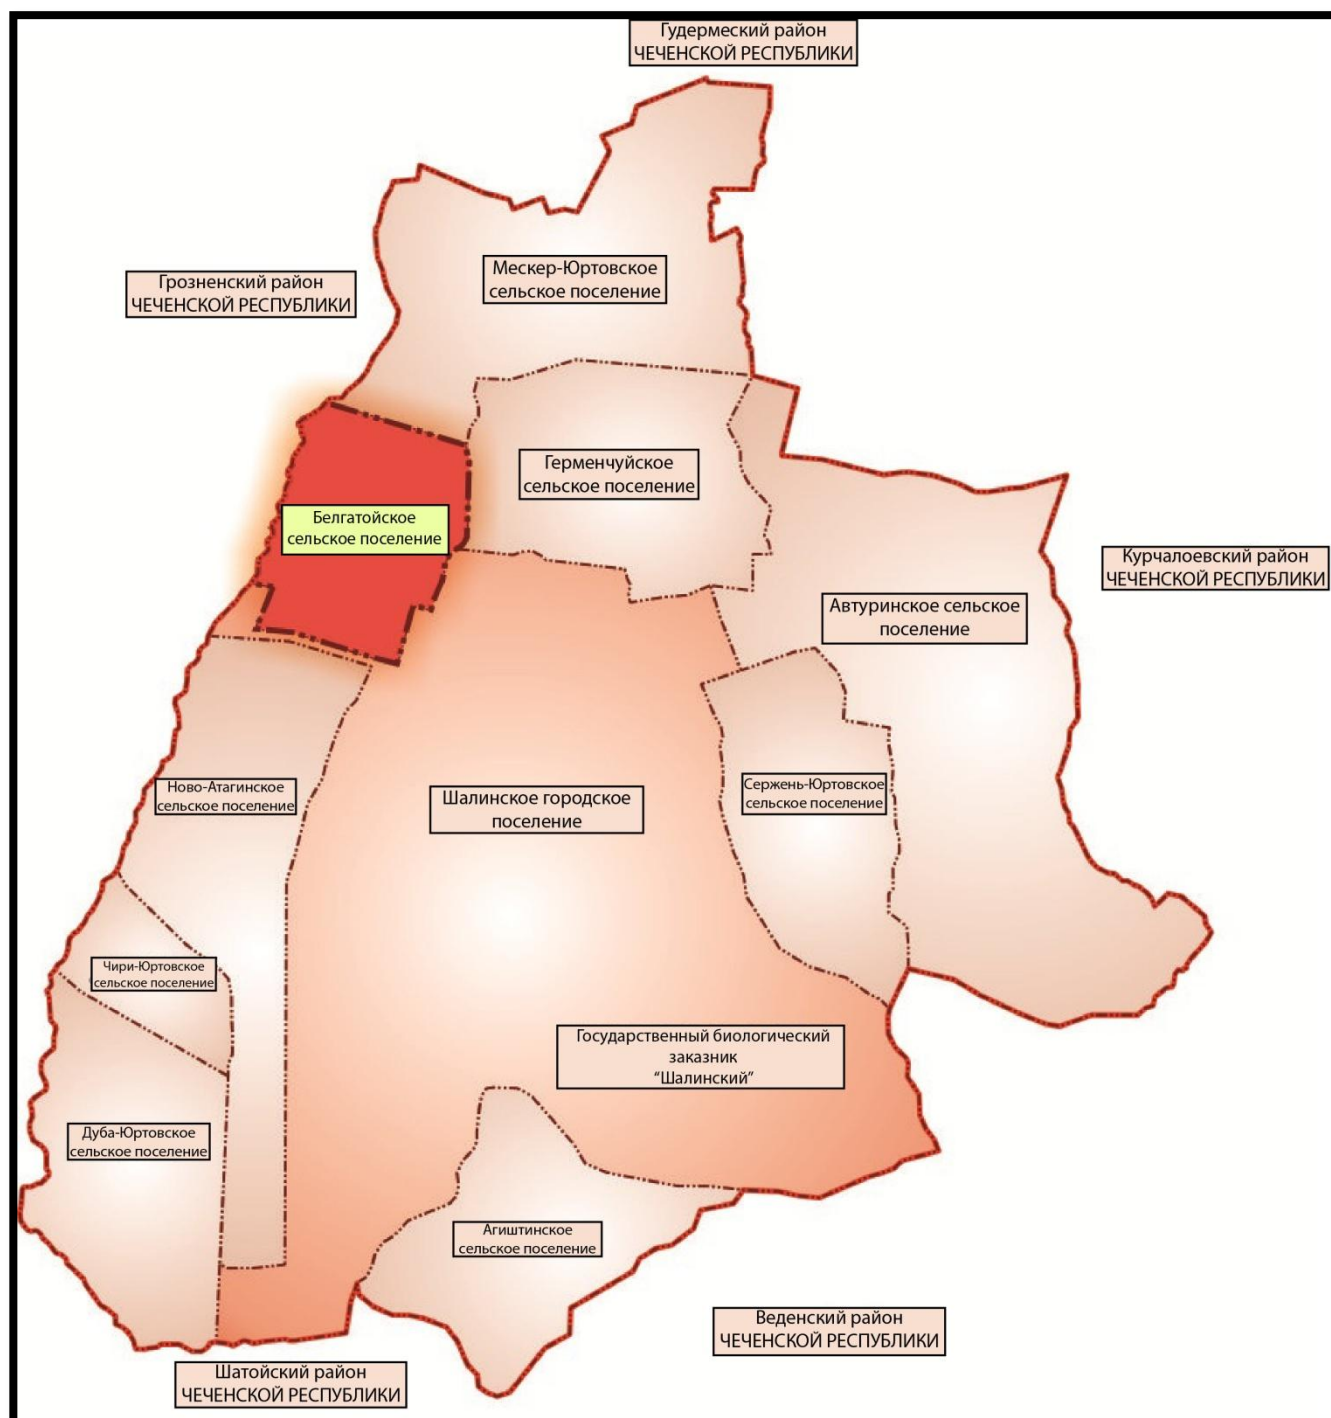 Гудермеский район
ЧЕЧЕНСКОЙ РЕСПУБЛИКИ
Мескер-Юртовское
сельское поселение
Грозненский район
ЧЕЧЕНСКОЙ РЕСПУБЛИКИ
Герменчуйское
сельское поселение
Белгатойское
сельское поселение
Курчалоевский район
ЧЕЧЕНСКОЙ РЕСПУБЛИКИ
Автуринское сельское
поселение
Ново-Атагинское
сельское поселение
Шалинское городское
поселение
Сержень-Юртовское
сельское поселение
Чири-Юртовское
сельское поселение
Государственный биологический
заказник
“Шалинский”
Дуба-Юртовское
сельское поселение
Агиштинское
сельское поселение
Веденский район
ЧЕЧЕНСКОЙ РЕСПУБЛИКИ
Шатойский район
ЧЕЧЕНСКОЙ РЕСПУБЛИКИ